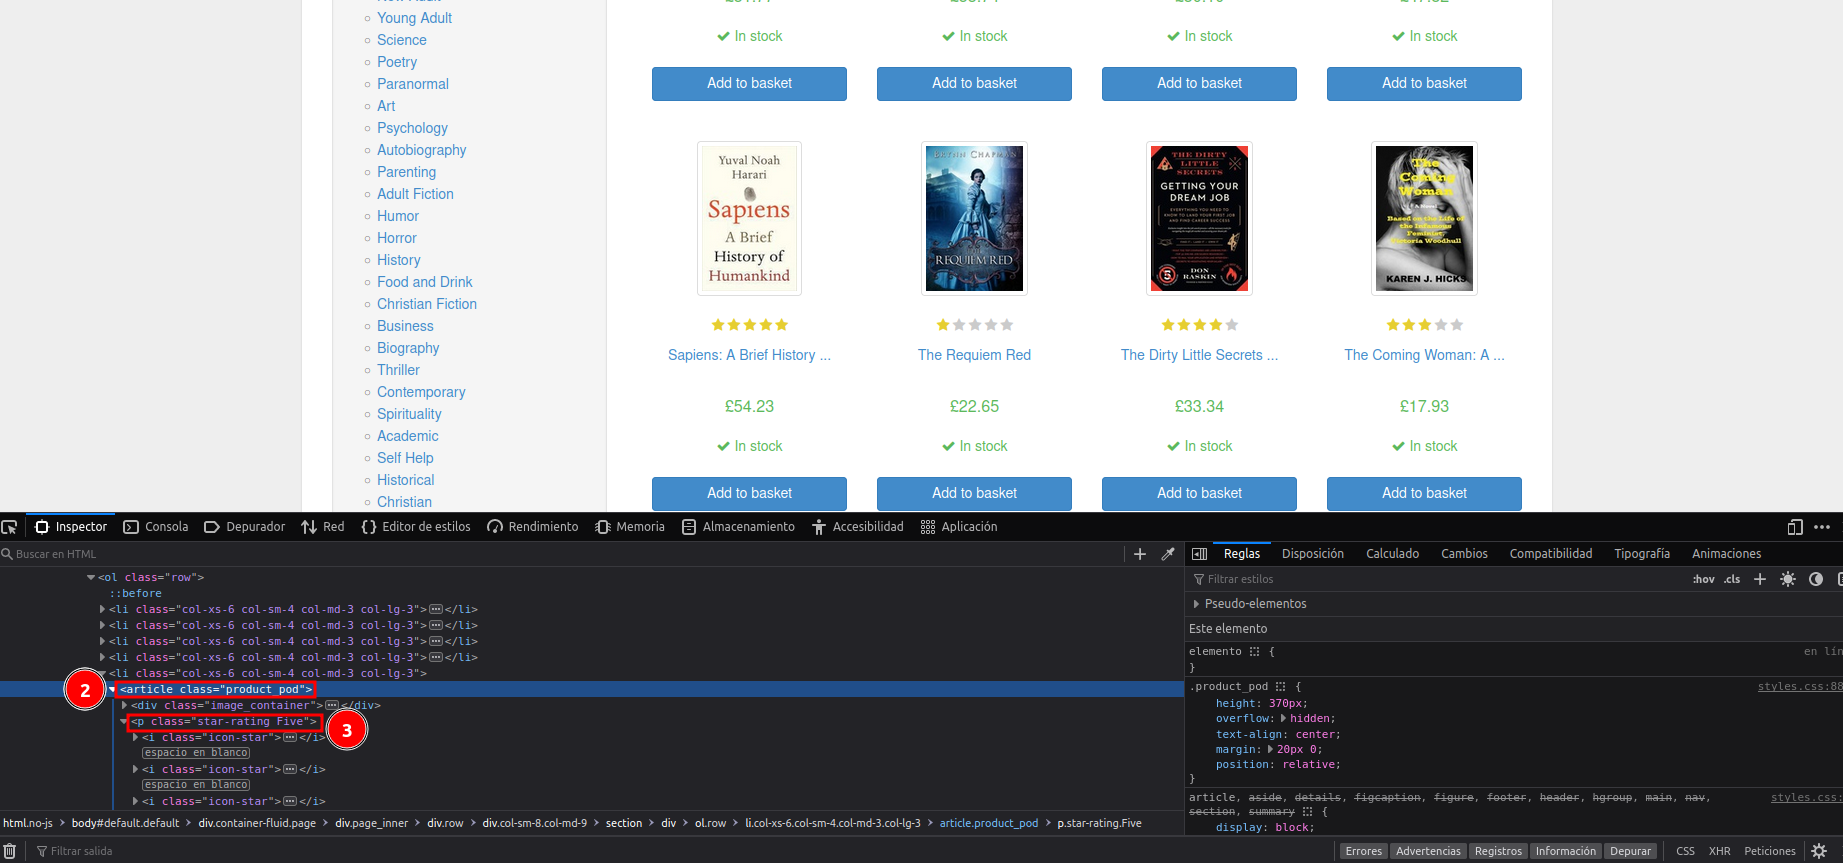 Young Adult
Science
Poetry
Paranormal
Art
Psychology
Autobiography
Parenting
Adult Fiction
Humor
Horror
History
Food and Drink
Christian Fiction
Business
Biography
Thriller
Contemporary
Spirituality
Academic
Self Help
Historical
Christian
In stock In stock In stock In stock
Add to basket Add to basket Add to basket Add to basket
Yuval Noah
Harari
Sapiens
A Brief
History of
Humankind
BRYNN CHAPMAN
REQUIEM RED
THE DIRTY
LITTLE
SECRETS
GETTING YOUR
DREAM JOB
DON
RASKIN
The
Coming
Woman
A Novel
Based on the Life of
the Infamous
Feminist,
Victoria Woodhull
KAREN J. HICKS
Sapiens: A Brief History ... The Requiem Red The Dirty Little Secrets ... The Coming Woman: A ...
£54.23 £22.65 £33.34 £17.93
In stock In stock In stock In stock
Add to basket Add to basket Add to basket Add to basket
Inspector Consola Depurador Red Editor de estilos Rendimiento Memoria Almacenamiento Accesibilidad Aplicación
Buscar en HTML
<ol class="row">
::before
<li class="col-xs-6 col-sm-4 col-md-3 col-lg-3"></li>
<li class="col-xs-6 col-sm-4 col-md-3 col-lg-3"></li>
<li class="col-xs-6 col-sm-4 col-md-3 col-lg-3"></li>
<li class="col-xs-6 col-sm-4 col-md-3 col-lg-3"></li>
<li class="col-xs-6 col-sm-4 col-md-3 col-lg-3">
2 <article class="product_pod">
<div class="image_container"></div>
<p class="star-rating Five"> 3
<i class="icon-star"></i>
espacio en blanco
<i class="icon-star"></i>
espacio en blanco
<i class="icon-star"></i>
html.no-js > body#default.default > div.container-fluid.page > div.page_inner > div.row > div.col-sm-8.col-md-9 > section > div > ol.row > li.col-xs-6.col-sm-4.col-md-3.col-lg-3 > article.product_pod > p.star-rating.Five
Reglas Disposición Calculado Cambios Compatibilidad Tipografía Animaciones
Filtrar estilos :hov .cls
Pseudo-elementos
Este elemento
elemento { en lín
}
.product_pod { styles.css:88
height: 370px;
overflow: hidden;
text-align: center;
margin: 20px 0;
position: relative;
}
article, aside, details, figcaption, figure, footer, header, hgroup, main, nav, styles.css:
section, summary {
display: block;
Filtrar salida Errores Advertencias Registros Información Depurar CSS XHR Peticiones